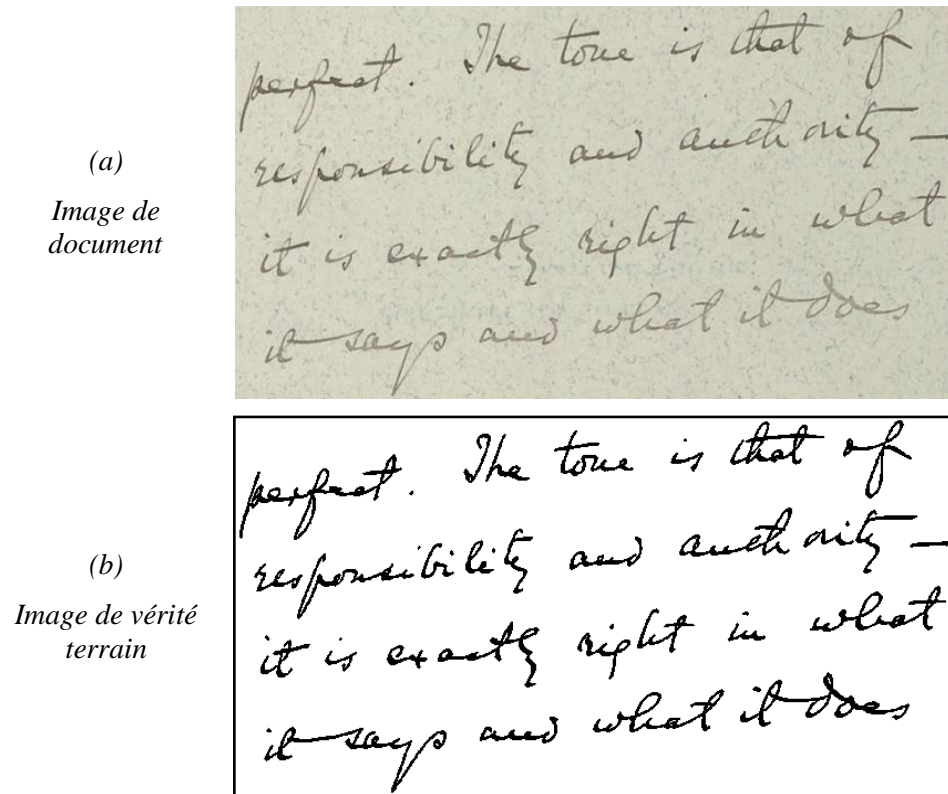 (a)
Image de
document
perfect. The tone is that of
responsibility and authority —
it is exactly right in what
it says and what it does
(b)
Image de vérité
terrain
perfect. The tone is that of
responsibility and authority —
it is exactly right in what
it says and what it does